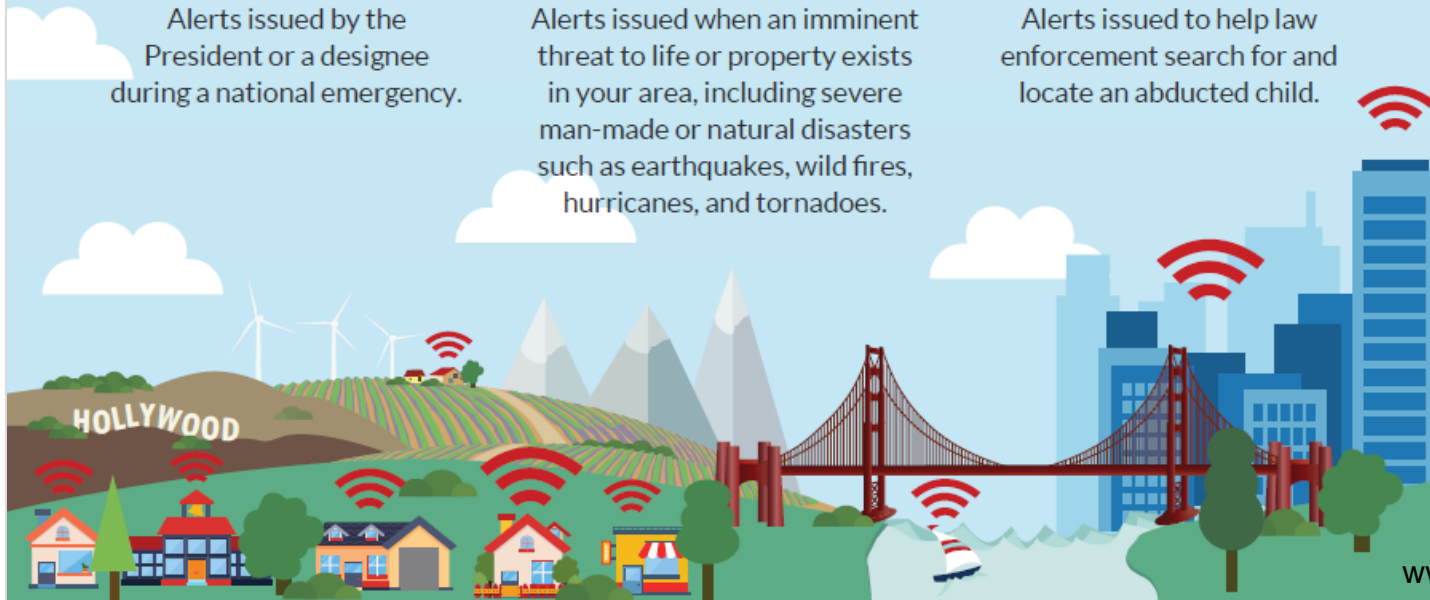 Alerts issued by the
President or a designee
during a national emergency.
Alerts issued when an imminent
threat to life or property exists
in your area, including severe
man-made or natural disasters
such as earthquakes, wild fires,
hurricanes, and tornadoes.
Alerts issued to help law
enforcement search for and
locate an abducted child.
HOLLYWOOD